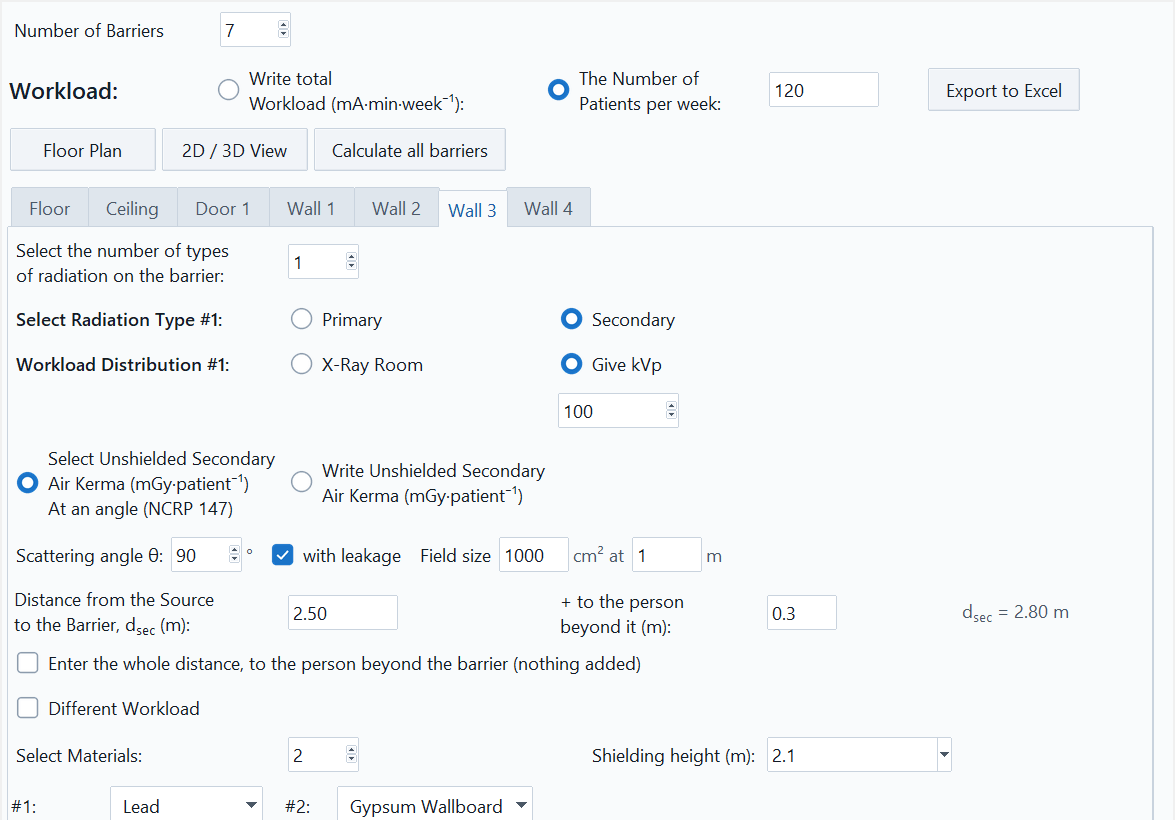 Number of Barriers 7
Workload: Write total Workload (mA·min·week⁻¹): The Number of Patients per week: 120 Export to Excel
Floor Plan 2D / 3D View Calculate all barriers
Floor Ceiling Door 1 Wall 1 Wall 2 Wall 3 Wall 4
Select the number of types
of radiation on the barrier: 1
Select Radiation Type #1: Primary Secondary
Workload Distribution #1: X-Ray Room Give kVp
100
Select Unshielded Secondary
Air Kerma (mGy·patient⁻¹)
At an angle (NCRP 147)
Write Unshielded Secondary
Air Kerma (mGy·patient⁻¹)
Scattering angle θ: 90 ° with leakage Field size 1000 cm² at 1 m
Distance from the Source
to the Barrier, dsec (m): 2.50
+ to the person
beyond it (m): 0.3
dsec = 2.80 m
Enter the whole distance, to the person beyond the barrier (nothing added)
Different Workload
Select Materials: 2 Shielding height (m): 2.1
#1: Lead #2: Gypsum Wallboard